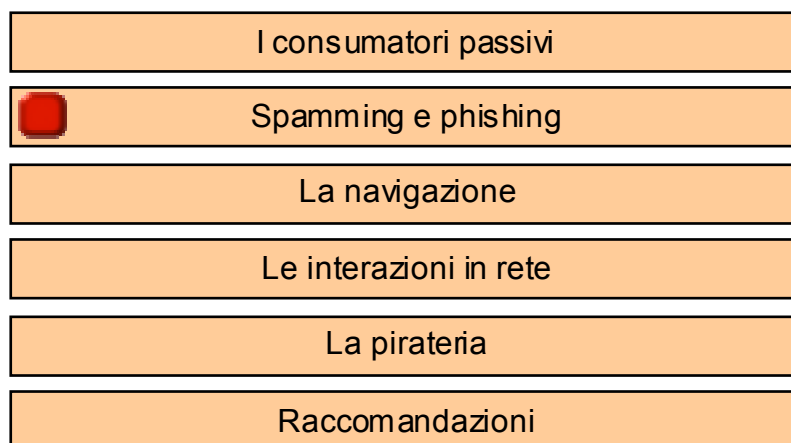 I consumatori passivi
Spamming e phishing
La navigazione
Le interazioni in rete
La pirateria
Raccomandazioni